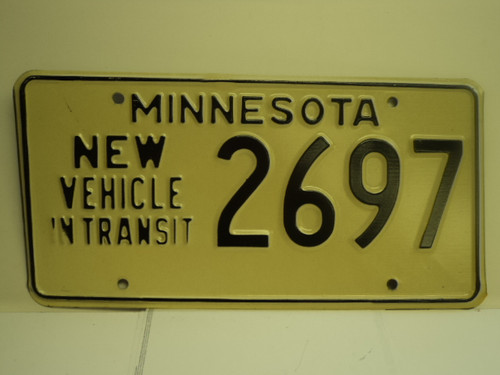 MINNESOTA
NEW
VEHICLE
IN TRANSIT
2697